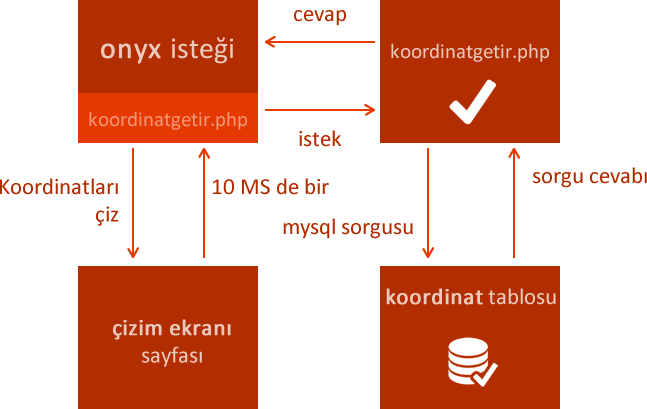 cevap
onyx isteği
koordinatgetir.php
koordinatgetir.php
istek
Koordinatları
çiz
10 MS de bir
mysql sorgusu
sorgu cevabı
çizim ekranı
sayfası
koordinat tablosu